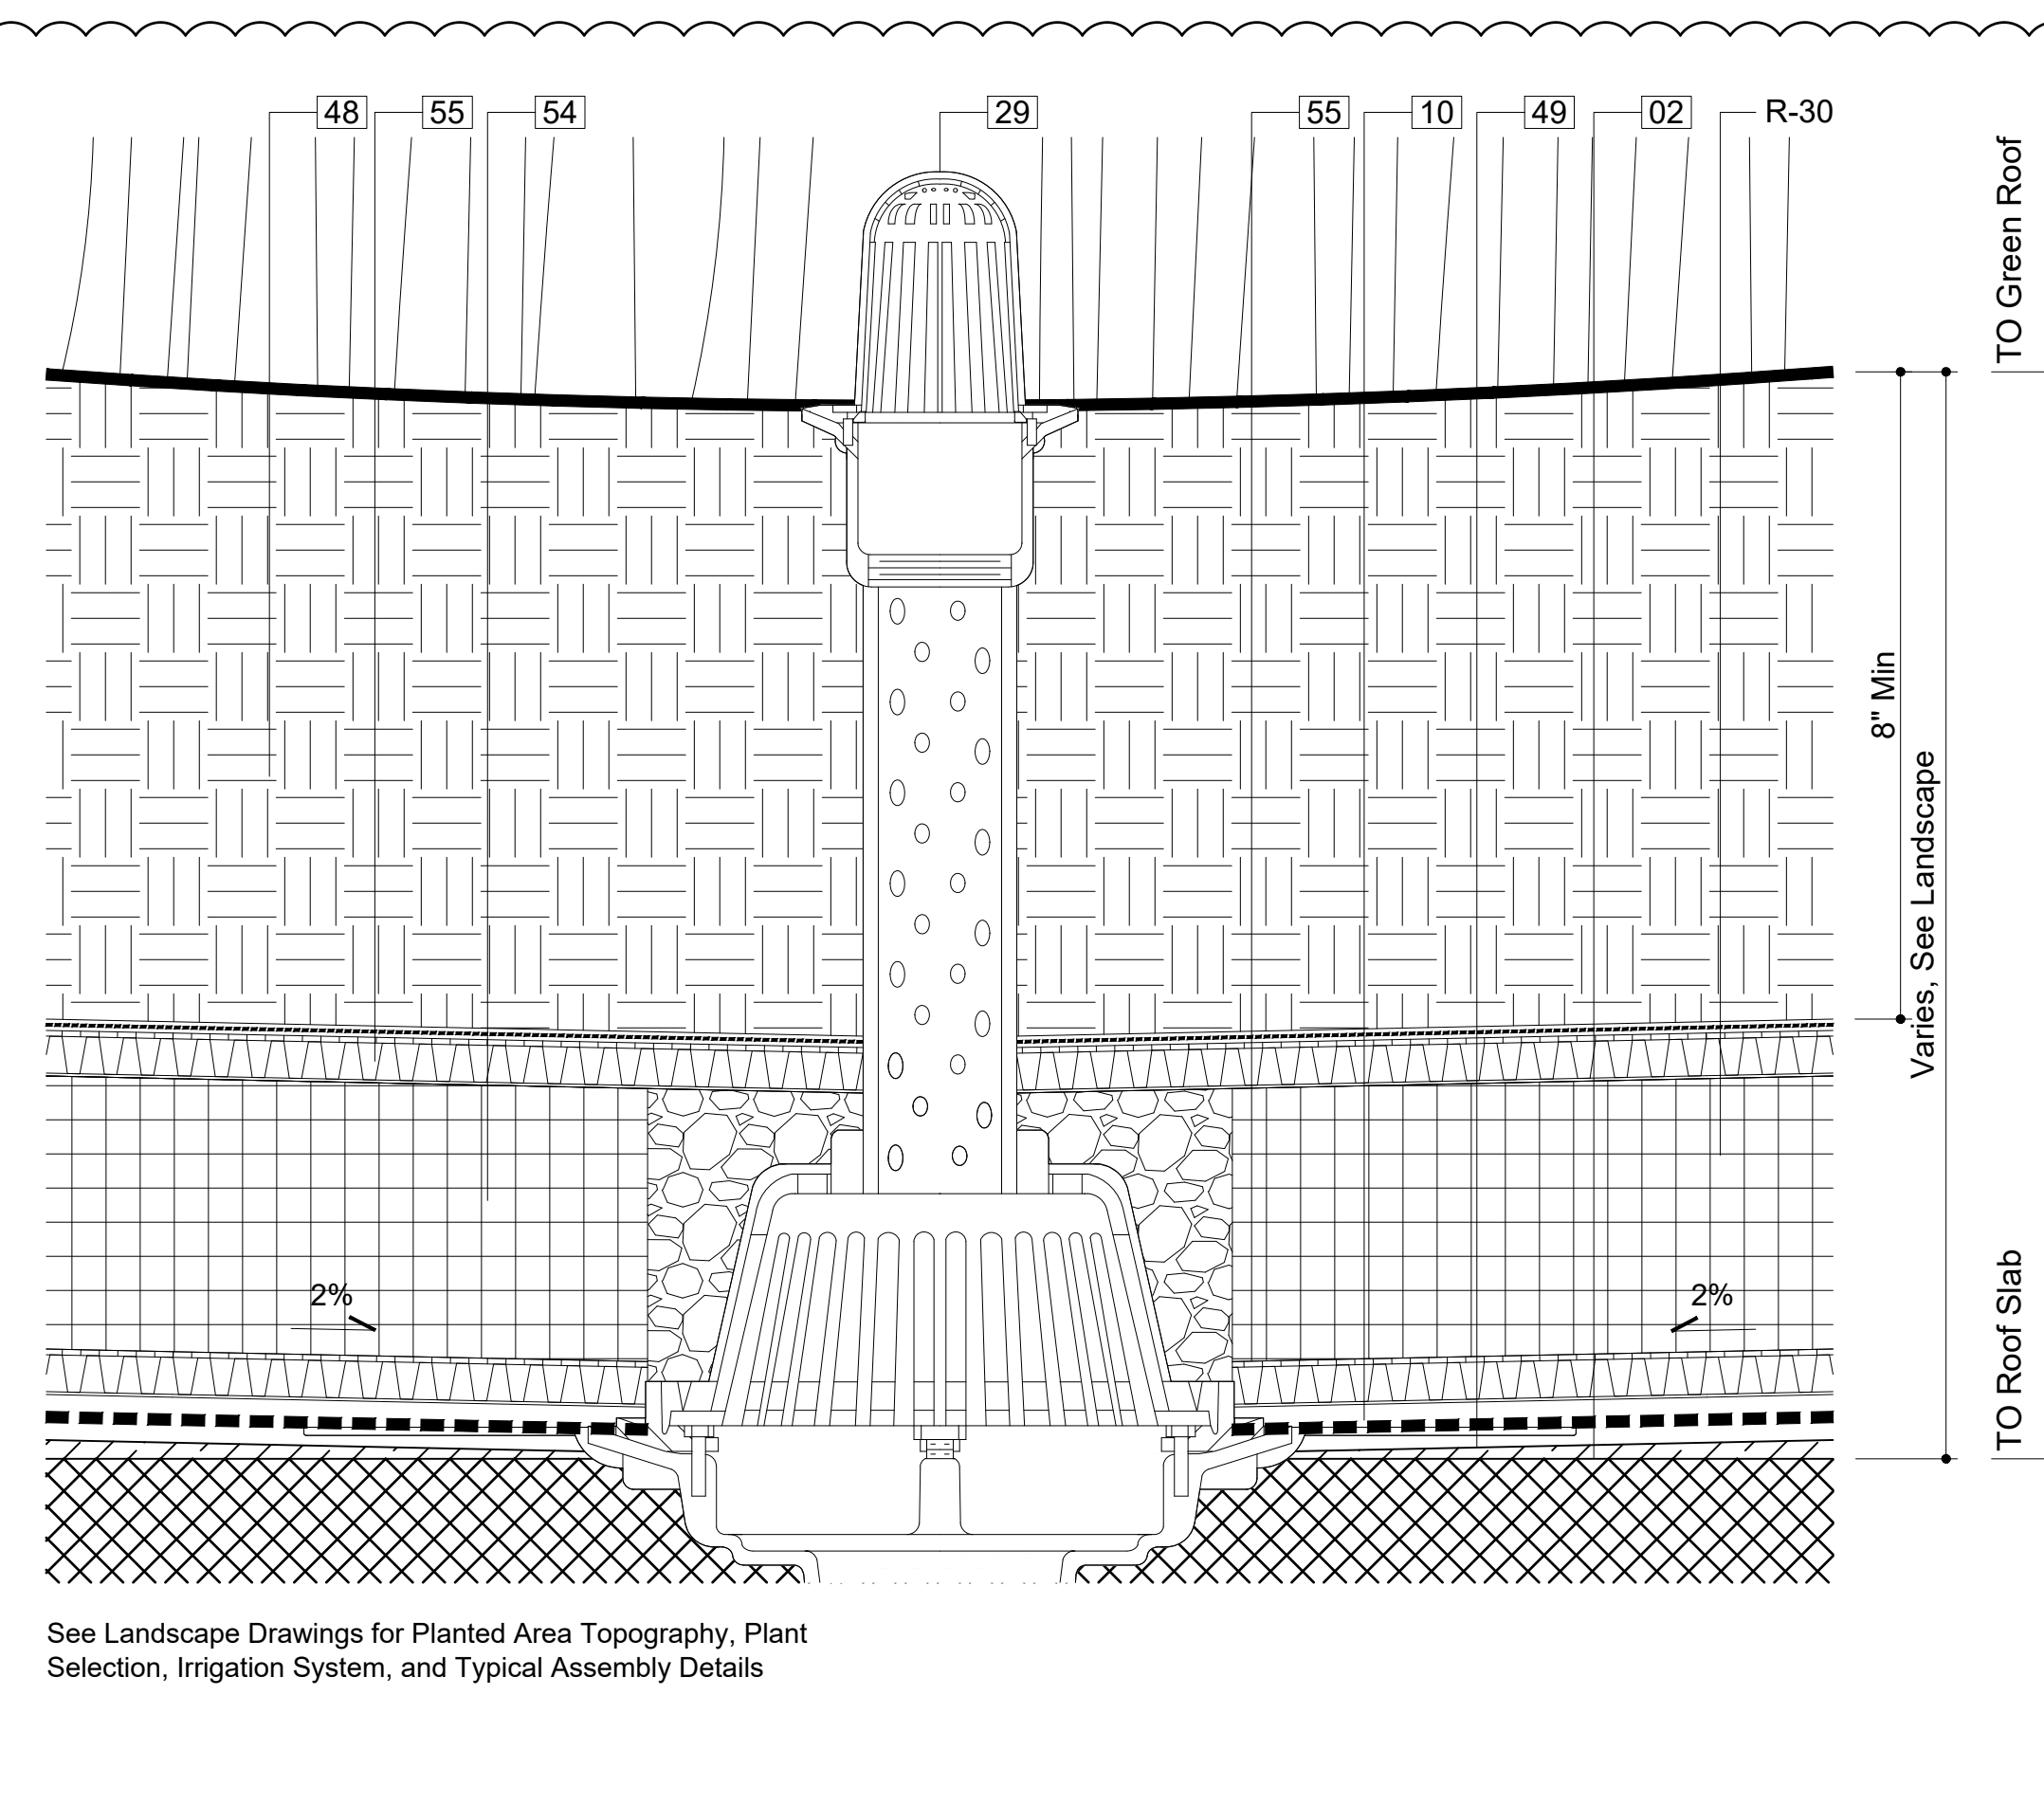 48
55
54
29
55
10
49
02
R-30
TO Green Roof
8" Min
Varies, See Landscape
2%
2%
TO Roof Slab
See Landscape Drawings for Planted Area Topography, Plant
Selection, Irrigation System, and Typical Assembly Details